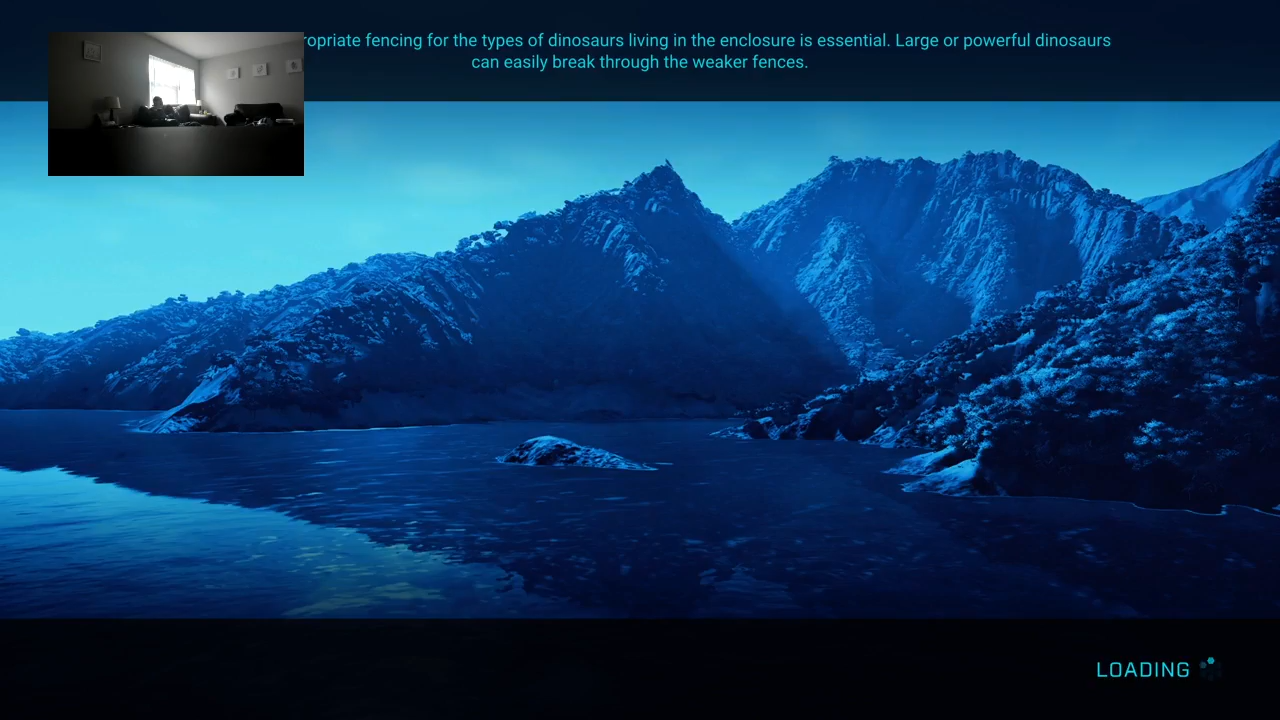 fencing for the types of dinosaurs living in the enclosure is essential. Large or powerful dinosaurs
can easily break through the weaker fences.
LOADING